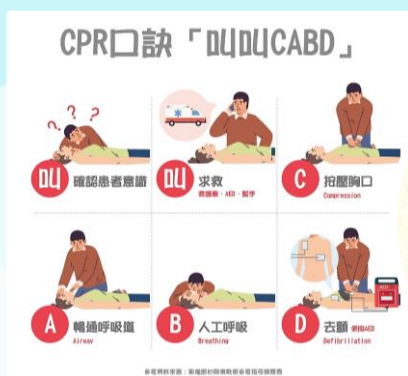 CPR口訣「叫叫CABD」
叫 確認患者意識
叫 求救
救護車、AED、幫手
C 按壓胸口
Compression
A 暢通呼吸道
Airway
B 人工呼吸
Breathing
D 去顫 使用AED
Defibrillation